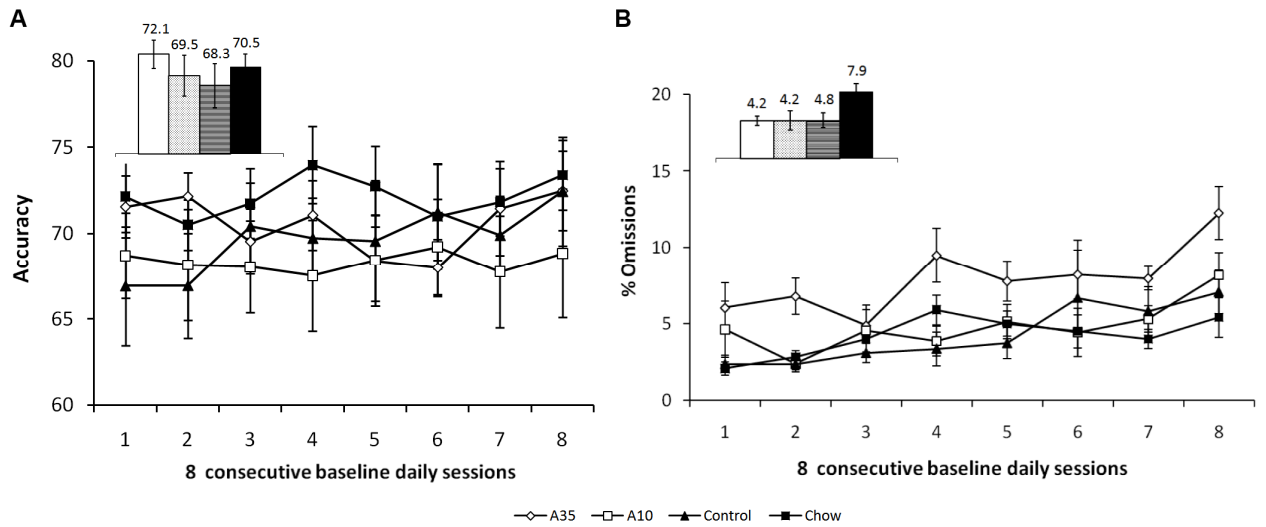 A
72.1
69.5
68.3
70.5
80
75
70
65
60
Accuracy
1 2 3 4 5 6 7 8
8 consecutive baseline daily sessions
B
4.2 4.2 4.8 7.9
20
15
10
5
0
% Omissions
1 2 3 4 5 6 7 8
8 consecutive baseline daily sessions
A35 A10 Control Chow